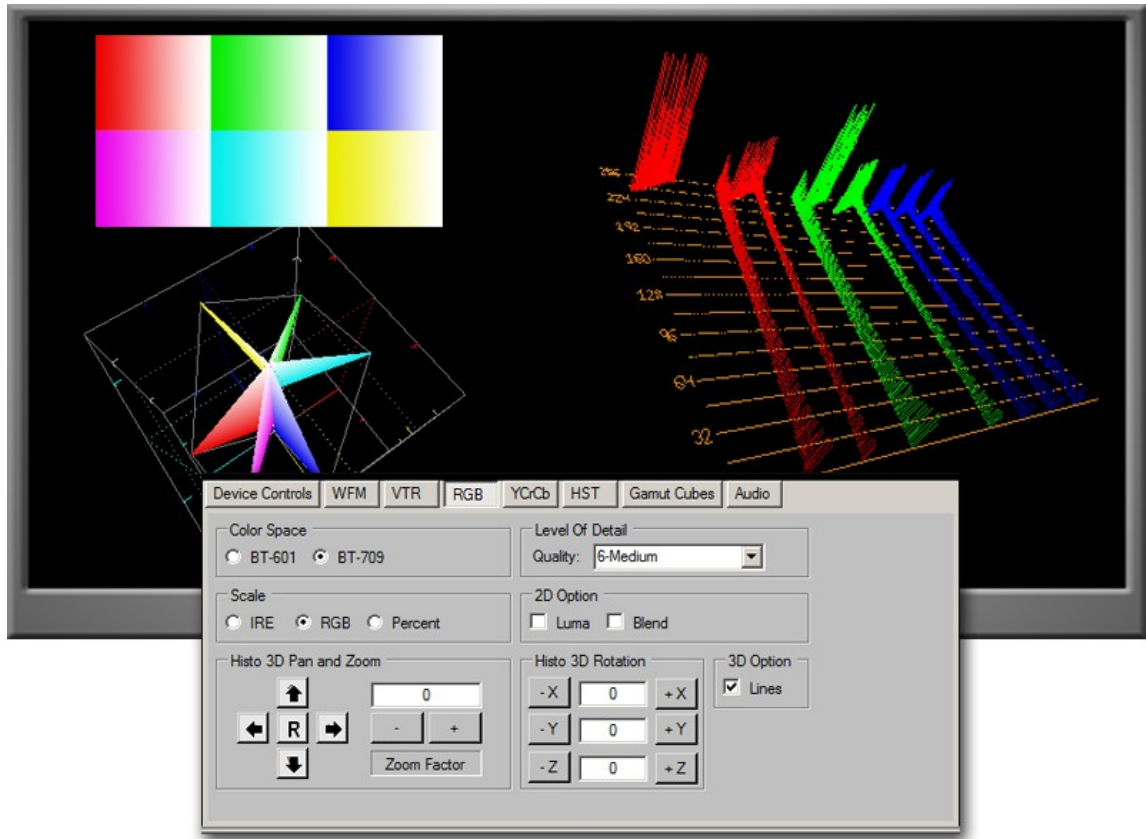 256
224
192
160
128
96
64
32
Device Controls WFM VTR RGB YCrCb HST Gamut Cubes Audio
Color Space
BT-601 BT-709
Level Of Detail
Quality: 6-Medium
Scale
IRE RGB Percent
2D Option
Luma Blend
Histo 3D Pan and Zoom
0
R - +
Zoom Factor
Histo 3D Rotation
- X 0 + X
- Y 0 + Y
- Z 0 + Z
3D Option
Lines